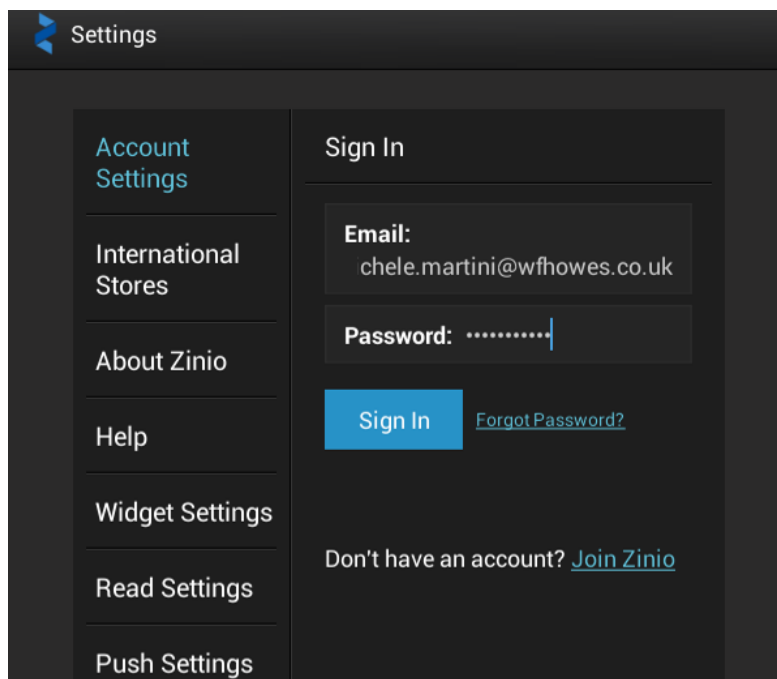 Settings
Account
Settings
International
Stores
About Zinio
Help
Widget Settings
Read Settings
Push Settings
Sign In
Email:
ichele.martini@wfhowes.co.uk
Password: •••••••••••
Sign In Forgot Password?
Don't have an account? Join Zinio